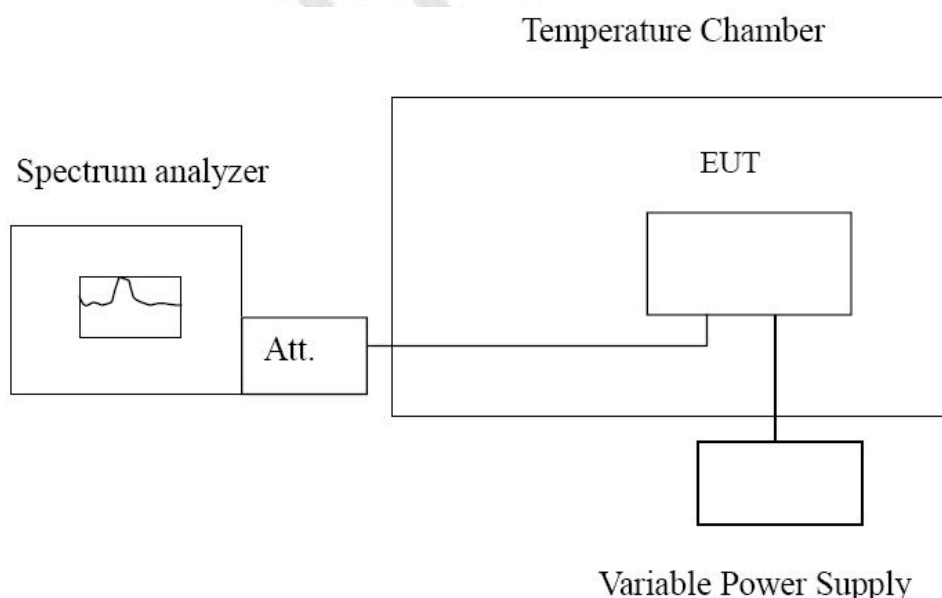 Temperature Chamber
Spectrum analyzer
EUT
Att.
Variable Power Supply